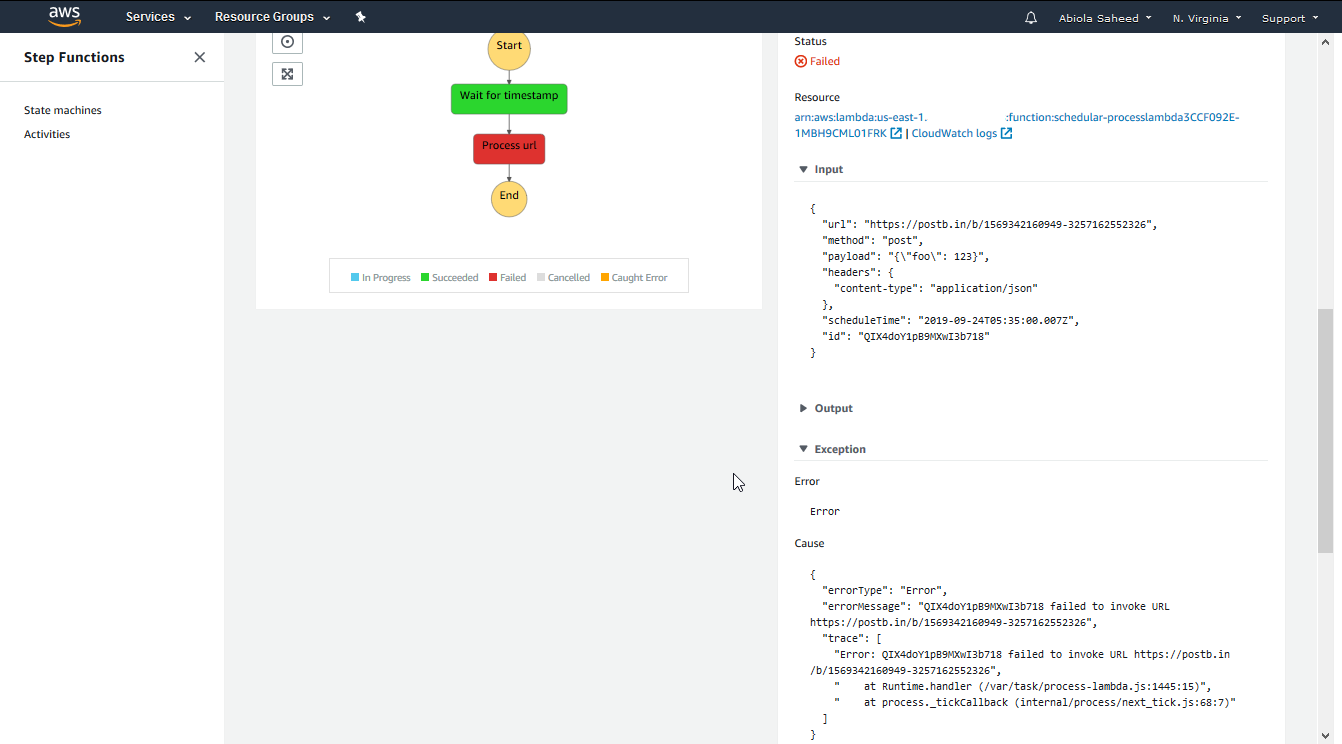 aws
Services
Resource Groups
Abiola Saheed
N. Virginia
Support
Step Functions
State machines
Activities
Start
Wait for timestamp
Process url
End
In Progress
Succeeded
Failed
Cancelled
Caught Error
Status
Failed
Resource
arn:aws:lambda:us-east-1. :function:schedular-processlambda3CCF092E-
1MBH9CML01FRK | CloudWatch logs
Input
{
"url": "https://postb.in/b/1569342160949-3257162552326",
"method": "post",
"payload": "{\"foo\": 123}",
"headers": {
"content-type": "application/json"
},
"scheduleTime": "2019-09-24T05:35:00.007Z",
"id": "QIX4doY1pB9MXwI3b718"
}
Output
Exception
Error
Error
Cause
{
"errorType": "Error",
"errorMessage": "QIX4doY1pB9MXwI3b718 failed to invoke URL
https://postb.in/b/1569342160949-3257162552326",
"trace": [
"Error: QIX4doY1pB9MXwI3b718 failed to invoke URL https://postb.in
/b/1569342160949-3257162552326",
"    at Runtime.handler (/var/task/process-lambda.js:1445:15)",
"    at process._tickCallback (internal/process/next_tick.js:68:7)"
]
}